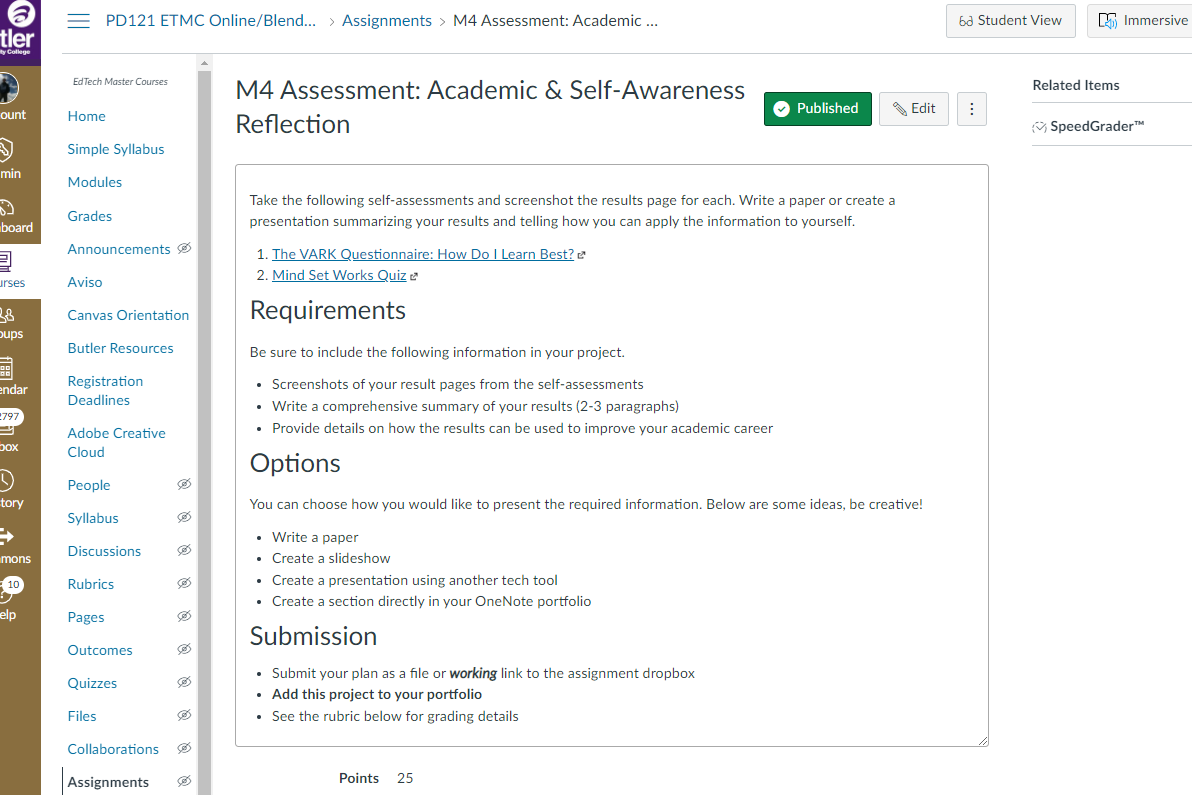 tler
ty College
PD121 ETMC Online/Blend... > Assignments > M4 Assessment: Academic ...
Student View
Immersive
EdTech Master Courses
Home
Simple Syllabus
Modules
Grades
Announcements
Aviso
Canvas Orientation
Butler Resources
Registration
Deadlines
Adobe Creative
Cloud
People
Syllabus
Discussions
Rubrics
Pages
Outcomes
Quizzes
Files
Collaborations
Assignments
ount
min
board
urses
oups
endar
2797
box
tory
mons
10
elp
M4 Assessment: Academic & Self-Awareness
Reflection
Published
Edit
Related Items
SpeedGrader™
Take the following self-assessments and screenshot the results page for each. Write a paper or create a
presentation summarizing your results and telling how you can apply the information to yourself.
1. The VARK Questionnaire: How Do I Learn Best?
2. Mind Set Works Quiz
Requirements
Be sure to include the following information in your project.
• Screenshots of your result pages from the self-assessments
• Write a comprehensive summary of your results (2-3 paragraphs)
• Provide details on how the results can be used to improve your academic career
Options
You can choose how you would like to present the required information. Below are some ideas, be creative!
• Write a paper
• Create a slideshow
• Create a presentation using another tech tool
• Create a section directly in your OneNote portfolio
Submission
• Submit your plan as a file or working link to the assignment dropbox
• Add this project to your portfolio
• See the rubric below for grading details
Points 25